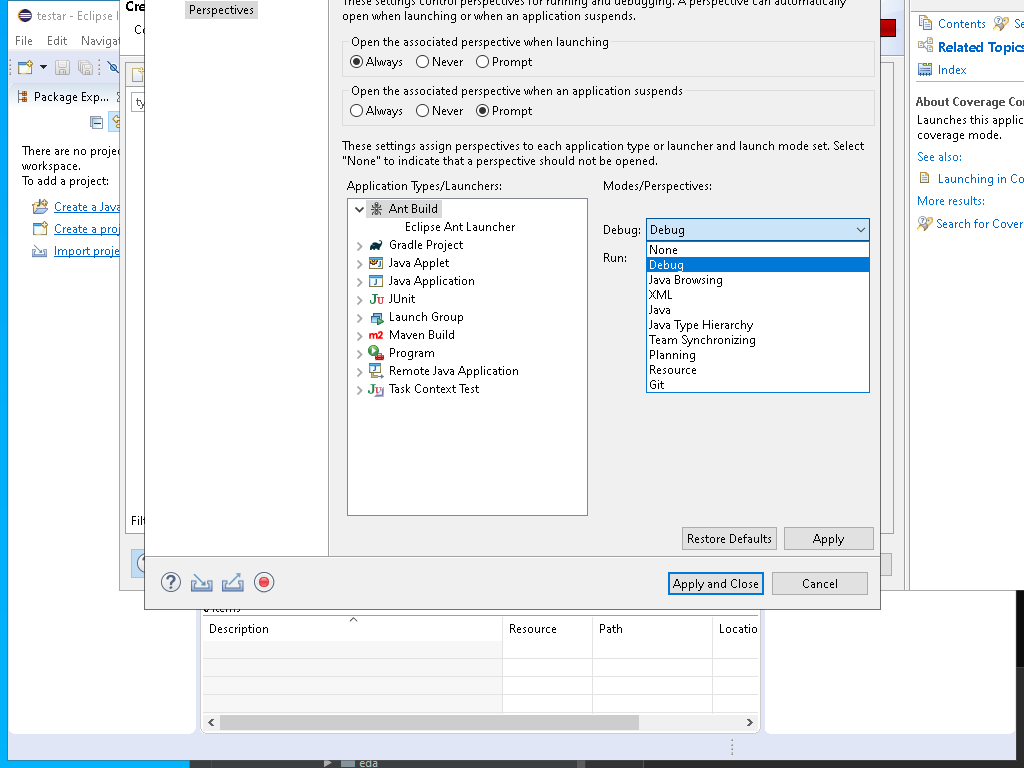 testar - Eclipse I
File Edit Navigat
Package Exp...
There are no proje
workspace.
To add a project:
Create a Java
Create a proj
Import proje
Cre
Perspectives
These settings control perspectives for running and debugging. A perspective can automatically
open when launching or when an application suspends.
Open the associated perspective when launching
Always Never Prompt
Open the associated perspective when an application suspends
Always Never Prompt
These settings assign perspectives to each application type or launcher and launch mode set. Select
"None" to indicate that a perspective should not be opened.
Application Types/Launchers:
Ant Build
Eclipse Ant Launcher
Gradle Project
Java Applet
Java Application
JUnit
Launch Group
Maven Build
Program
Remote Java Application
Task Context Test
Modes/Perspectives:
Debug: Debug
Run:
None
Debug
Java Browsing
XML
Java
Java Type Hierarchy
Team Synchronizing
Planning
Resource
Git
Restore Defaults Apply
Apply and Close Cancel
Contents Se
Related Topics
Index
About Coverage Co
Launches this applic
coverage mode.
See also:
Launching in Co
More results:
Search for Cover
0 items
Description Resource Path Locatio
eda